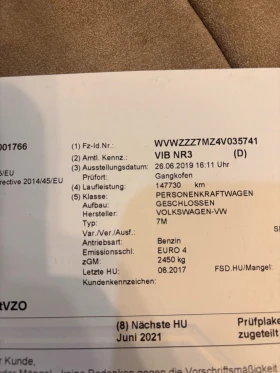 001766
(1) Fz-Id.Nr.: WVWZZZ7MZ4V035741
(2) Amtl. Kennz.: VIB NR3 (D)
(3) Ausstellungsdatum: 26.06.2019 16:11 Uhr
5/EU
Prüfort: Gangkofen
rective 2014/45/EU
(4) Laufleistung: 147730 km
(5) Klasse: PERSONENKRAFTWAGEN
Aufbau: GESCHLOSSEN
Hersteller: VOLKSWAGEN-VW
Typ: 7M
Var./Ver./Ausf.:
Antriebsart: Benzin
Emissionsschl: EURO 4
zGM: 2450 kg
Letzte HU: 06.2017 FSD.HU/Mangel:
Kundenkennzeichen:
tVZO
(8) Nächste HU Prüfplake
Juni 2021 zugeteilt
Kunde,